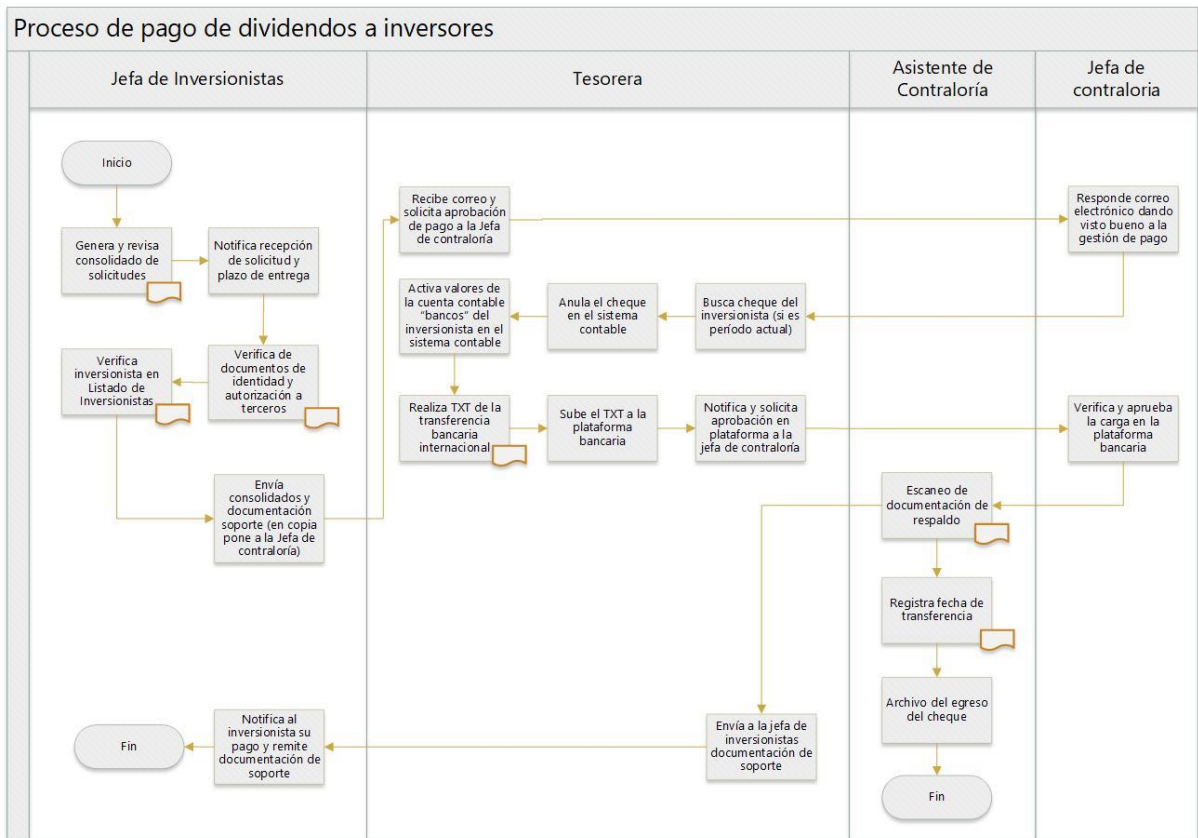 Proceso de pago de dividendos a inversores
Jefa de Inversionistas
Tesorera
Asistente de
Contraloría
Jefa de
contraloria
Inicio
Genera y revisa
consolidado de
solicitudes
Notifica recepción
de solicitud y
plazo de entrega
Verifica de
documentos de
identidad y
autorización a
terceros
Verifica
inversionista en
Listado de
Inversionistas
Envía
consolidados y
documentación
soporte (en copia
pone a la Jefa de
contraloría)
Recibe correo y
solicita aprobación
de pago a la Jefa
de contraloría
Responde correo
electrónico dando
visto bueno a la
gestión de pago
Busca cheque del
inversionista (si es
período actual)
Anula el cheque
en el sistema
contable
Activa valores de
la cuenta contable
"bancos" del
inversionista en el
sistema contable
Realiza TXT de la
transferencia
bancaria
internacional
Sube el TXT a la
plataforma
bancaria
Notifica y solicita
aprobación en
plataforma a la
jefa de contraloría
Verifica y aprueba
la carga en la
plataforma
bancaria
Escaneo de
documentación de
respaldo
Registra fecha de
transferencia
Archivo del egreso
del cheque
Fin
Envía a la jefa de
inversionistas
documentación de
soporte
Notifica al
inversionista su
pago y remite
documentación de
soporte
Fin